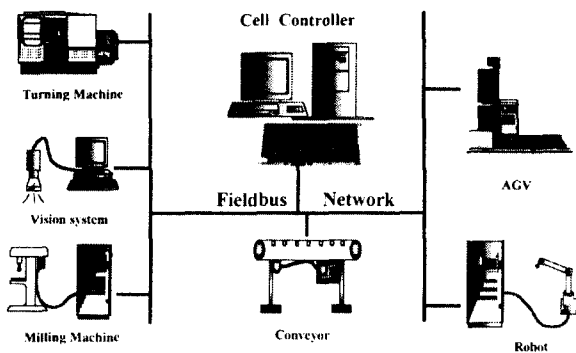 Cell Controller
Turning Machine
Vision system
AGV
Fieldbus Network
Milling Machine
Conveyor
Robot